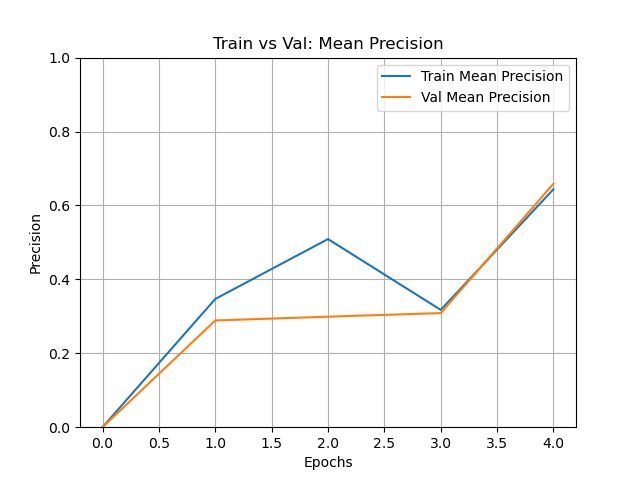 Train vs Val: Mean Precision
1.0
0.8
0.6
0.4
0.2
0.0
Precision
Train Mean Precision
Val Mean Precision
0.0 0.5 1.0 1.5 2.0 2.5 3.0 3.5 4.0
Epochs